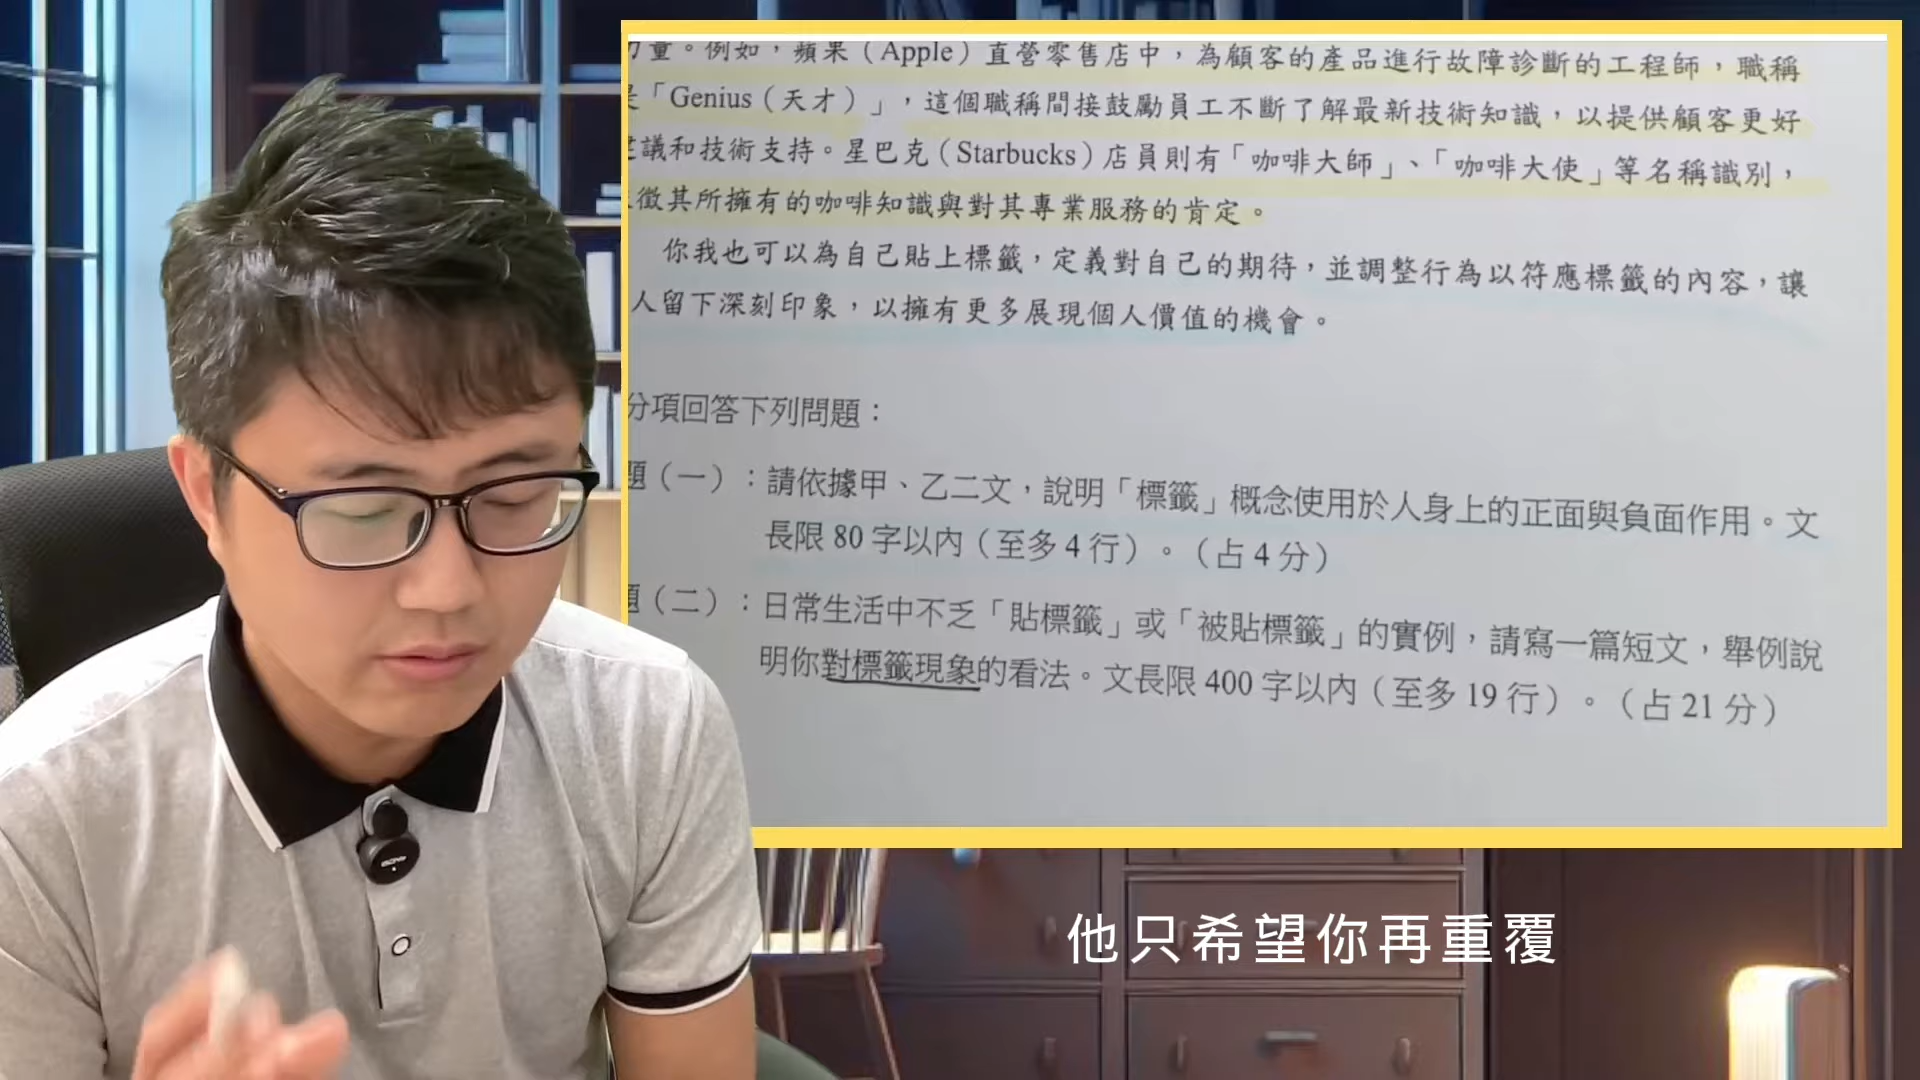 力量。例如，蘋果（Apple）直營零售店中，為顧客的產品進行故障診斷的工程師，職稱
是「Genius（天才）」，這個職稱間接鼓勵員工不斷了解最新技術知識，以提供顧客更好
議和技術支持。星巴克（Starbucks）店員則有「咖啡大師」、「咖啡大使」等名稱識別，
徵其所擁有的咖啡知識與對其專業服務的肯定。
你我也可以為自己貼上標籤，定義對自己的期待，並調整行為以符應標籤的內容，讓
人留下深刻印象，以擁有更多展現個人價值的機會。
分項回答下列問題：
題（一）：請依據甲、乙二文，說明「標籤」概念使用於人身上的正面與負面作用。文
長限 80 字以內（至多 4 行）。（占 4 分）
題（二）：日常生活中不乏「貼標籤」或「被貼標籤」的實例，請寫一篇短文，舉例說
明你對標籤現象的看法。文長限 400 字以內（至多 19 行）。（占 21 分）
他只希望你再重覆